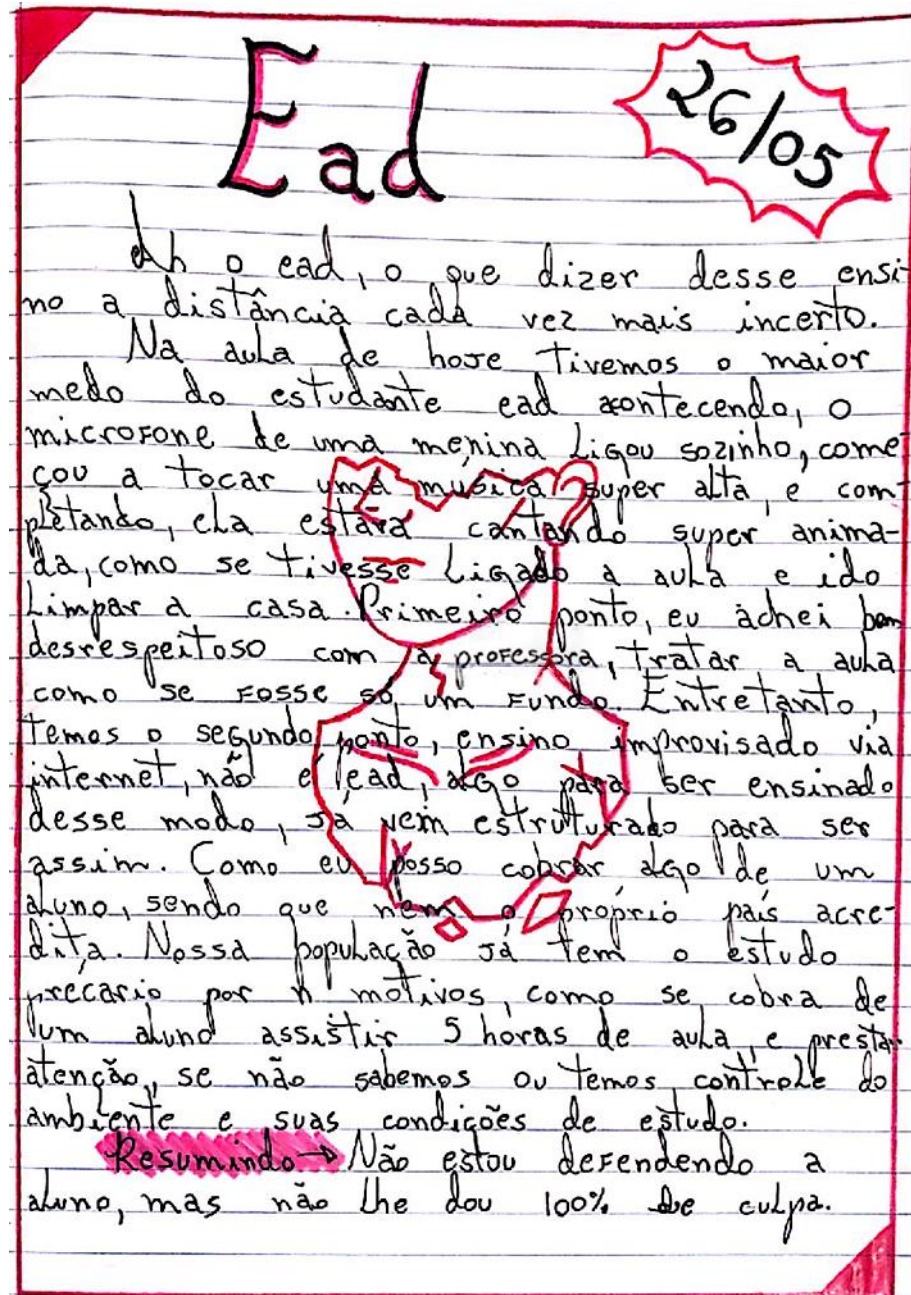 Ead
26/05
Ah o ead, o que dizer desse ensi-
no a distância cada vez mais incerto.
Na aula de hoje tivemos o maior
medo do estudante ead acontecendo, o
microfone de uma menina ligou sozinho, come-
çou a tocar uma música super alta, e com-
pletando, ela estava cantando super anima-
da, como se tivesse ligado a aula e ido
limpar a casa. Primeiro ponto, eu achei bem
desrespeitoso com a professora, tratar a aula
como se fosse só um fundo. Entretanto,
temos o segundo ponto, ensino improvisado via
internet, não é ead, algo para ser ensinado
desse modo, já vem estruturado para ser
assim. Como eu posso cobrar algo de um
aluno, sendo que nem o próprio país acre-
dita. Nossa população já tem o estudo
precario por n motivos, como se cobra de
um aluno assistir 5 horas de aula, e prestar
atenção, se não sabemos ou temos controle do
ambiente e suas condições de estudo.
Resumindo → Não estou defendendo a
aluno, mas não lhe dou 100% de culpa.